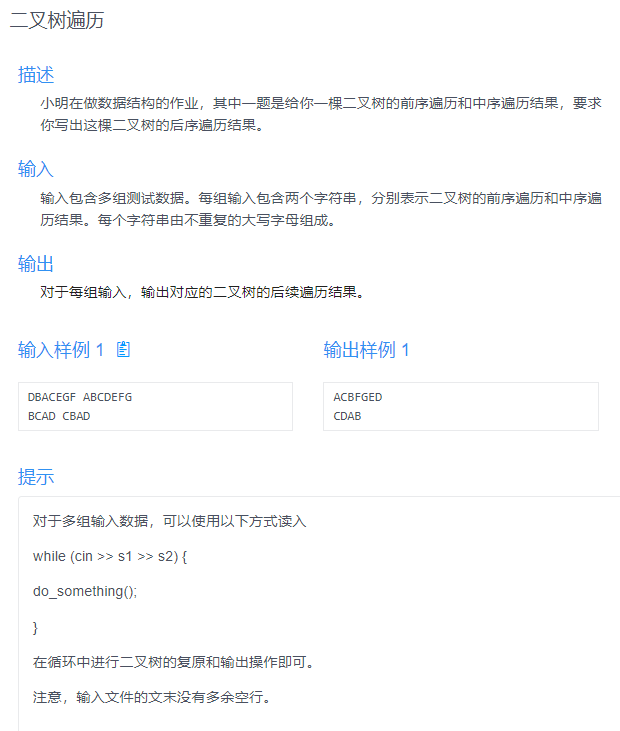 二叉树遍历
描述
小明在做数据结构的作业，其中一题是给你一棵二叉树的前序遍历和中序遍历结果，要求
你写出这棵二叉树的后序遍历结果。
输入
输入包含多组测试数据。每组输入包含两个字符串，分别表示二叉树的前序遍历和中序遍
历结果。每个字符串由不重复的大写字母组成。
输出
对于每组输入，输出对应的二叉树的后续遍历结果。
输入样例 1
DBACEGF ABCDEFG
BCAD CBAD
输出样例 1
ACBFGED
CDAB
提示
对于多组输入数据，可以使用以下方式读入
while (cin >> s1 >> s2) {
do_something();
}
在循环中进行二叉树的复原和输出操作即可。
注意，输入文件的文末没有多余空行。